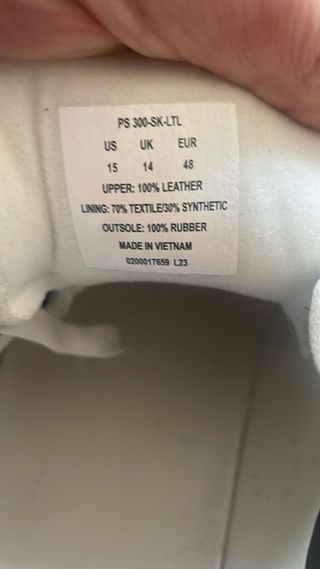 PS 300-SK-LTL
US UK EUR
15 14 48
UPPER: 100% LEATHER
LINING: 70% TEXTILE/30% SYNTHETIC
OUTSOLE: 100% RUBBER
MADE IN VIETNAM
0200017659 L23